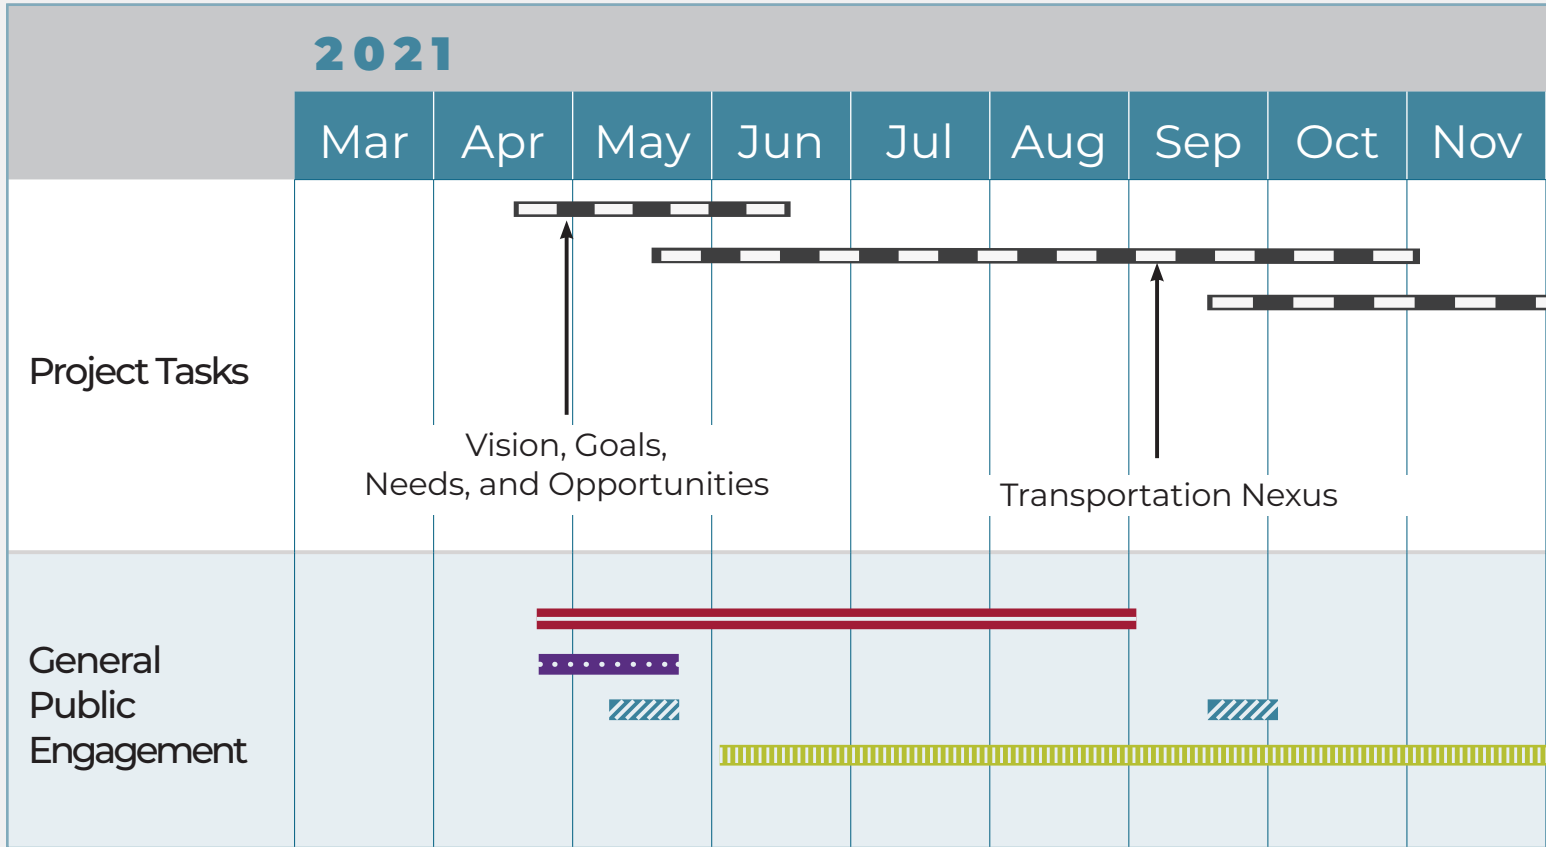 2021
Mar Apr May Jun Jul Aug Sep Oct Nov
Project Tasks
Vision, Goals,
Needs, and Opportunities
Transportation Nexus
General
Public
Engagement